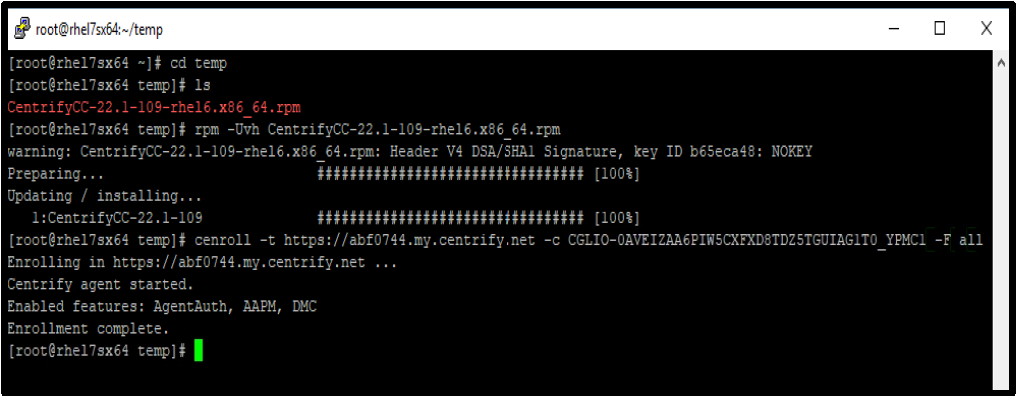 root@rhel7sx64:~/temp
[root@rhel7sx64 ~]# cd temp
[root@rhel7sx64 temp]# ls
CentrifyCC-22.1-109-rhel6.x86_64.rpm
[root@rhel7sx64 temp]# rpm -Uvh CentrifyCC-22.1-109-rhel6.x86_64.rpm
warning: CentrifyCC-22.1-109-rhel6.x86_64.rpm: Header V4 DSA/SHA1 Signature, key ID b65eca48: NOKEY
Preparing... ################################# [100%]
Updating / installing...
1:CentrifyCC-22.1-109 ################################# [100%]
[root@rhel7sx64 temp]# cenroll -t https://abf0744.my.centrify.net -c CGLIO-0AVEIZAA6PIW5CXFXD8TDZ5TGUIAG1T0_YPMC1 -F all
Enrolling in https://abf0744.my.centrify.net ...
Centrify agent started.
Enabled features: AgentAuth, AAPM, DMC
Enrollment complete.
[root@rhel7sx64 temp]#